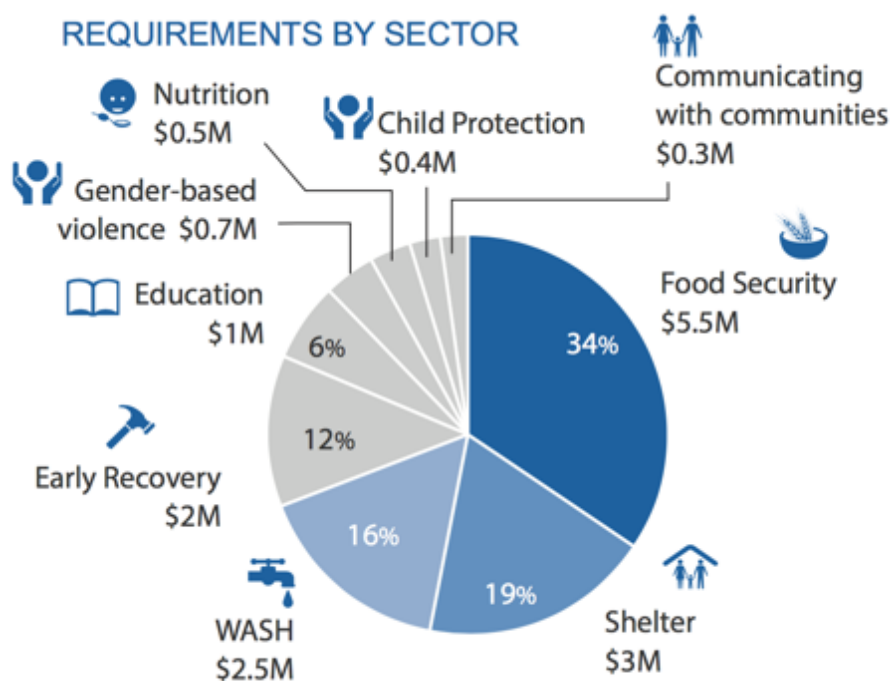 REQUIREMENTS BY SECTOR
Communicating
with communities
$0.3M
Nutrition
$0.5M
Child Protection
$0.4M
Gender-based
violence $0.7M
Food Security
$5.5M
Education
$1M
34%
6%
12%
Early Recovery
$2M
16%
19%
WASH
$2.5M
Shelter
$3M